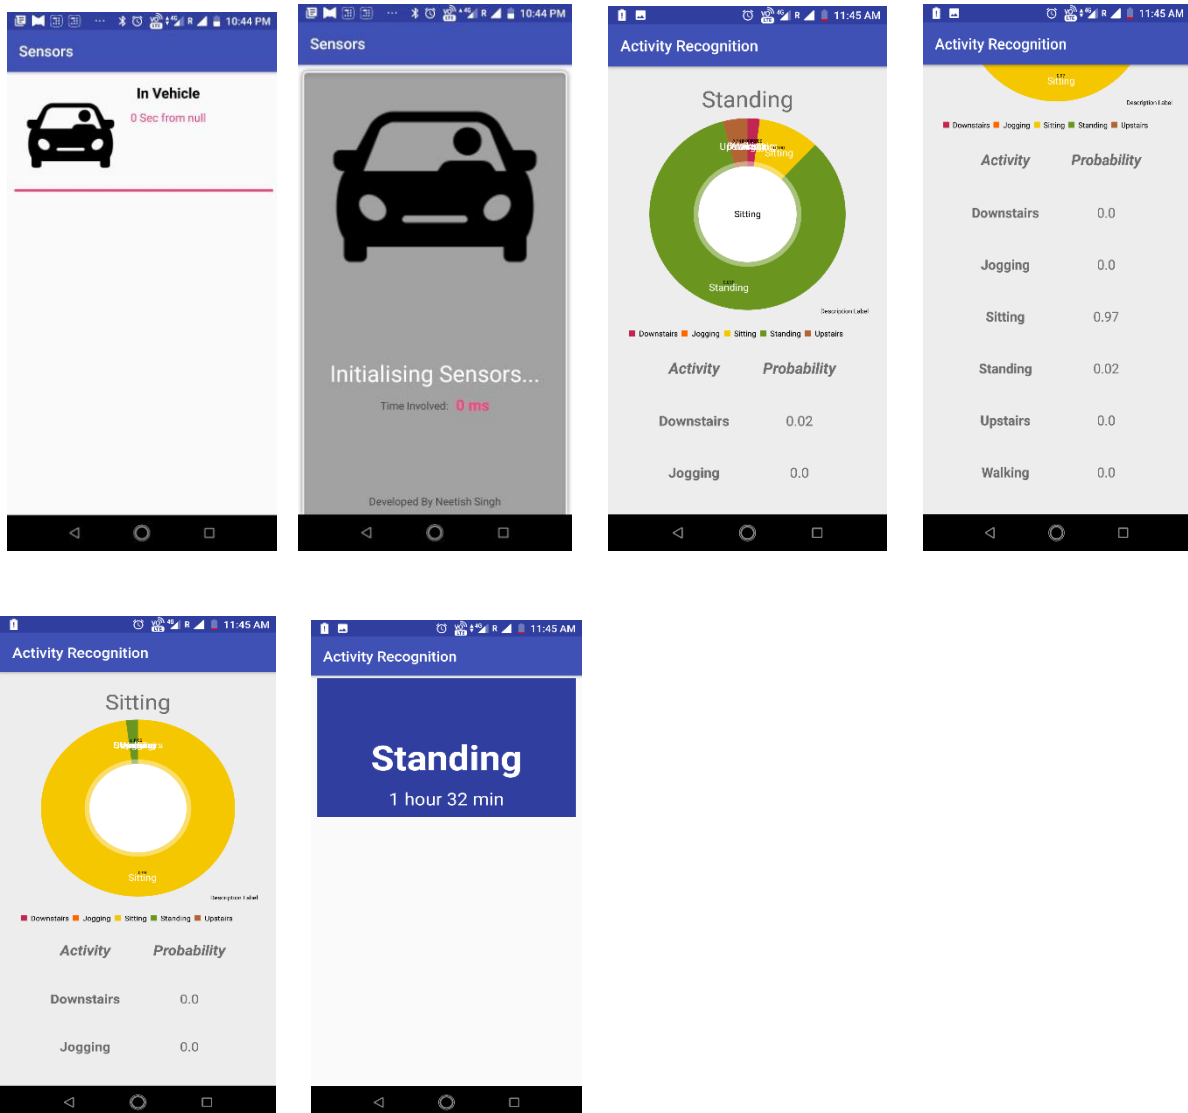 10:44 PM
Sensors
In Vehicle
0 Sec from null
10:44 PM
Sensors
Initialising Sensors...
Time Involved: 0 ms
Developed By Neetish Singh
R 11:45 AM
Activity Recognition
Standing
Sitting
Sitting
Standing
Description Label
Downstairs Jogging Sitting Standing Upstairs
Activity Probability
Downstairs 0.02
Jogging 0.0
R 11:45 AM
Activity Recognition
Sitting
Description Label
Downstairs Jogging Sitting Standing Upstairs
Activity Probability
Downstairs 0.0
Jogging 0.0
Sitting 0.97
Standing 0.02
Upstairs 0.0
Walking 0.0
R 11:45 AM
Activity Recognition
Sitting
Sitting
Description Label
Downstairs Jogging Sitting Standing Upstairs
Activity Probability
Downstairs 0.0
Jogging 0.0
R 11:45 AM
Activity Recognition
Standing
1 hour 32 min